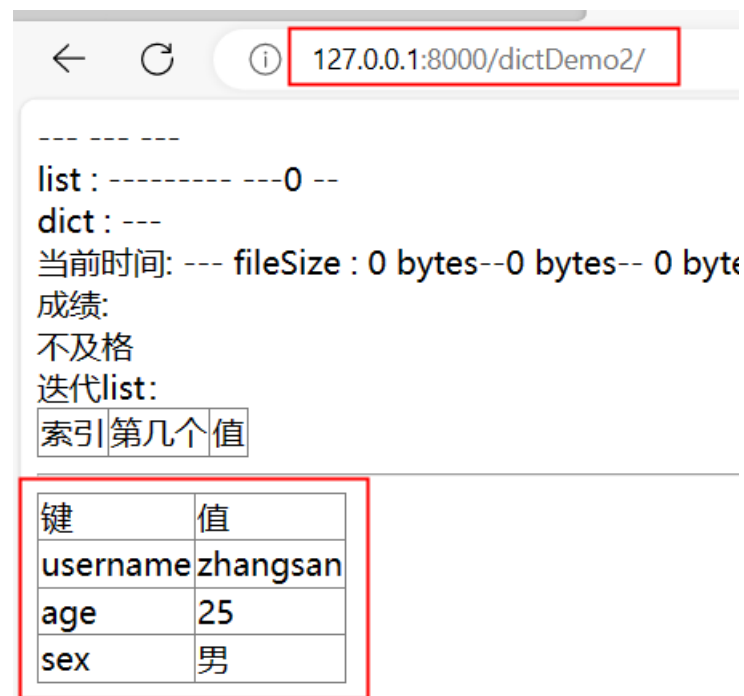 127.0.0.1:8000/dictDemo2/
--- --- ---
list : --------- ---0 --
dict : ---
当前时间: --- fileSize : 0 bytes--0 bytes-- 0 byte
成绩:
不及格
迭代list:
索引 第几个 值
键 值
username zhangsan
age 25
sex 男